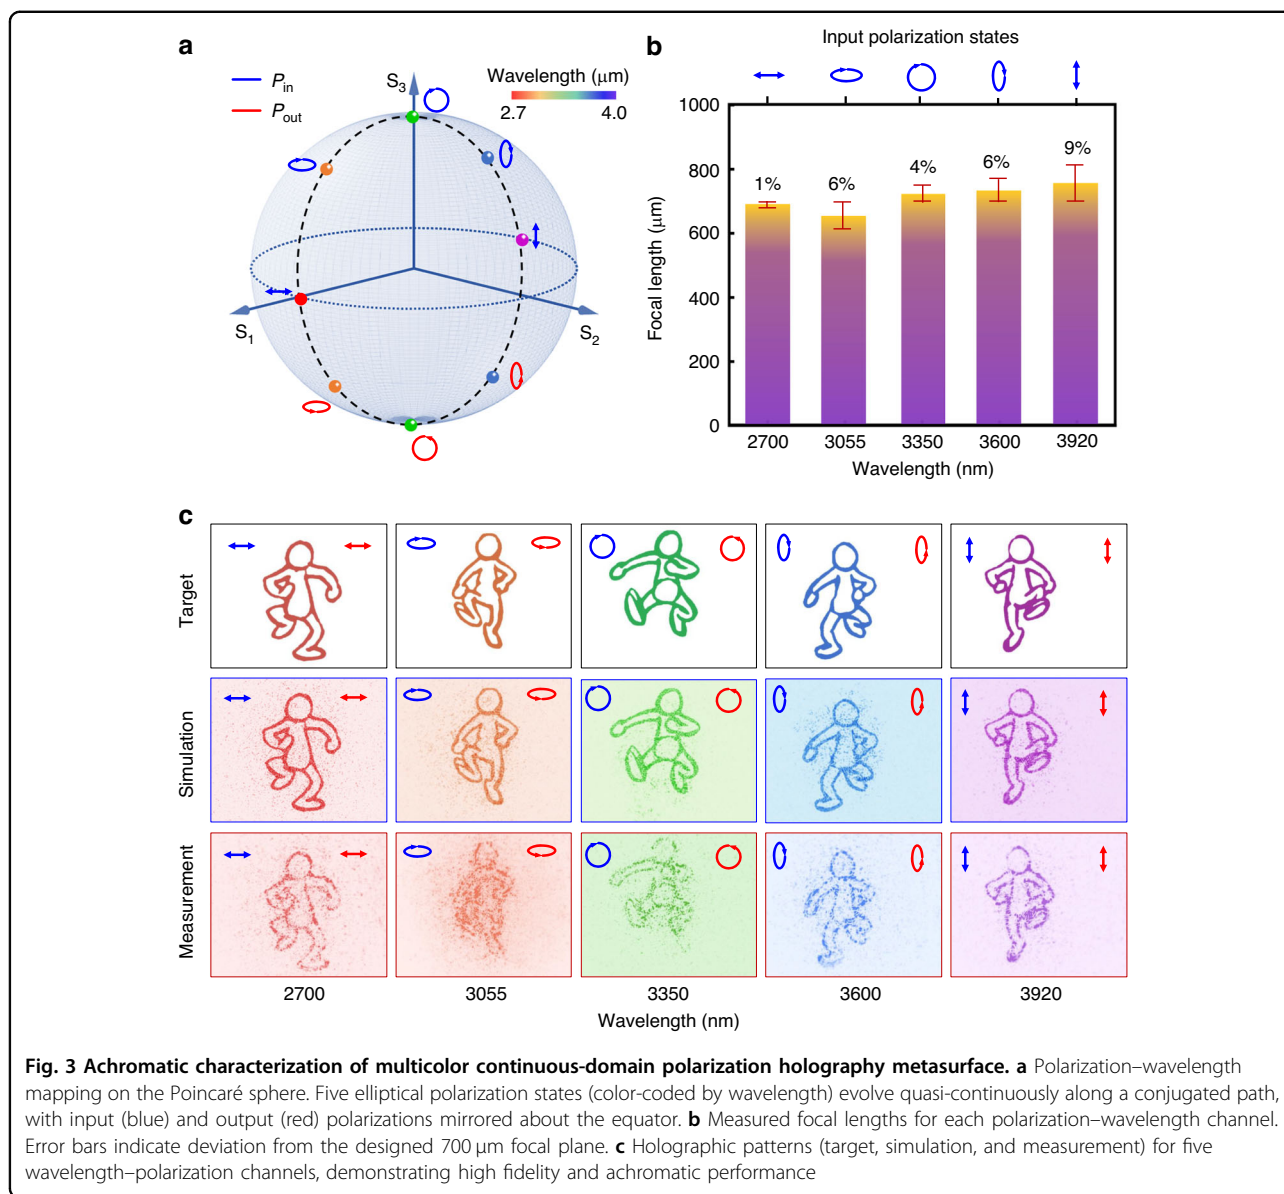 a
P_in
P_out
Wavelength (μm)
2.7 4.0
S_3
S_1
S_2
b
Input polarization states
1000
800
600
400
200
0
Focal length (μm)
1% 6% 4% 6% 9%
2700 3055 3350 3600 3920
Wavelength (nm)
c
Target
Simulation
Measurement
2700 3055 3350 3600 3920
Wavelength (nm)
Fig. 3 Achromatic characterization of multicolor continuous-domain polarization holography metasurface. a Polarization–wavelength
mapping on the Poincaré sphere. Five elliptical polarization states (color-coded by wavelength) evolve quasi-continuously along a conjugated path,
with input (blue) and output (red) polarizations mirrored about the equator. b Measured focal lengths for each polarization–wavelength channel.
Error bars indicate deviation from the designed 700 μm focal plane. c Holographic patterns (target, simulation, and measurement) for five
wavelength–polarization channels, demonstrating high fidelity and achromatic performance